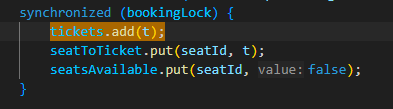 synchronized (bookingLock) {
tickets.add(t);
seatToTicket.put(seatId, t);
seatsAvailable.put(seatId, value: false);
}